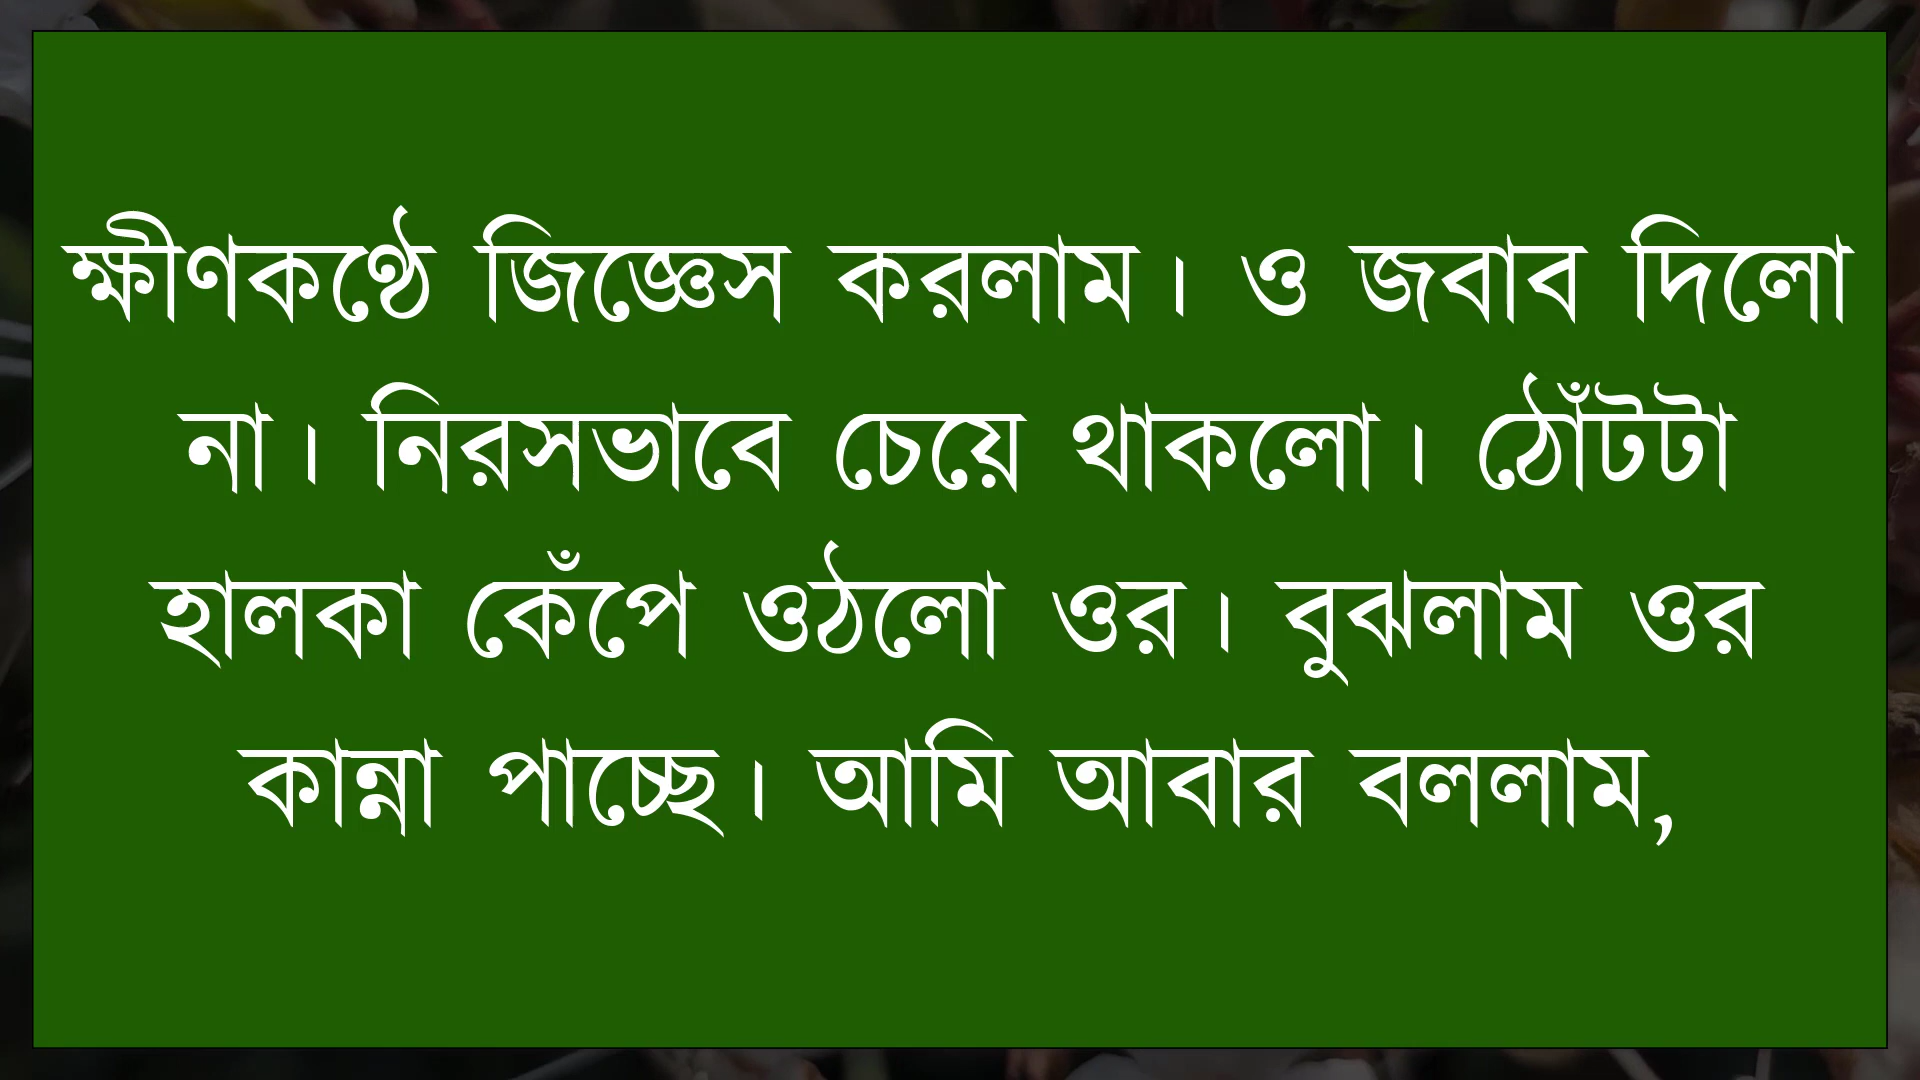 ক্ষীণকণ্ঠে জিজ্ঞেস করলাম। ও জবাব দিলো
না। নিরসভাবে চেয়ে থাকলো। ঠোঁটটা
হালকা কেঁপে ওঠলো ওর। বুঝলাম ওর
কান্না পাচ্ছে। আমি আবার বললাম,